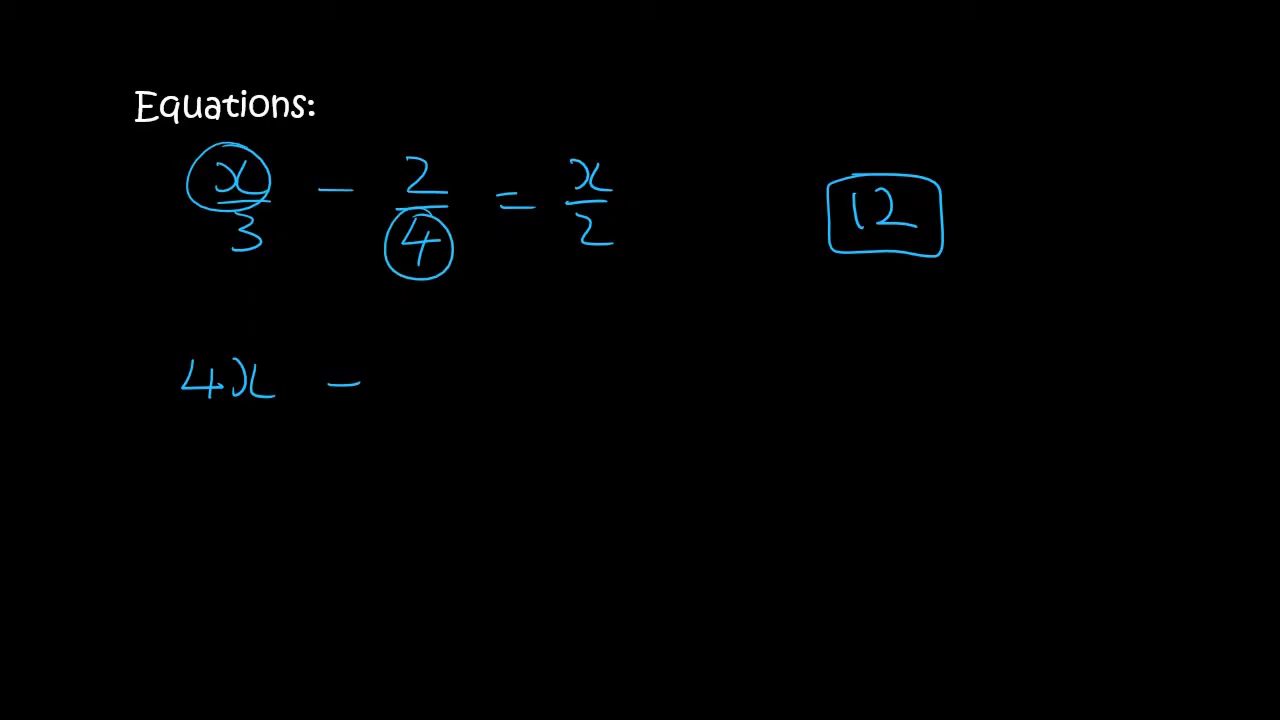 Equations:
x/3 − 2/4 = x/2
12
4x −